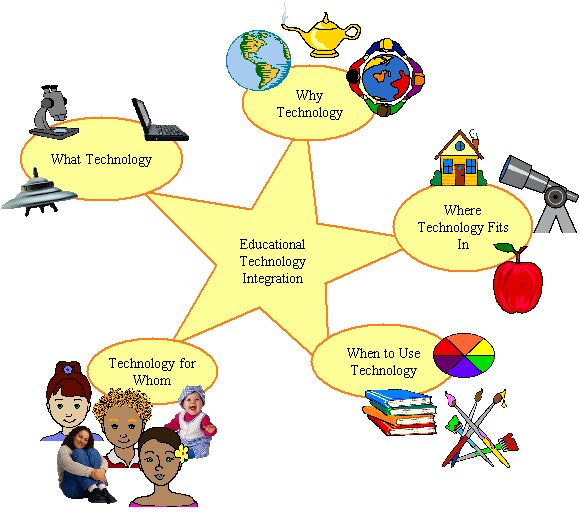 Why
Technology
What Technology
Where
Technology Fits
In
Educational
Technology
Integration
Technology for
Whom
When to Use
Technology